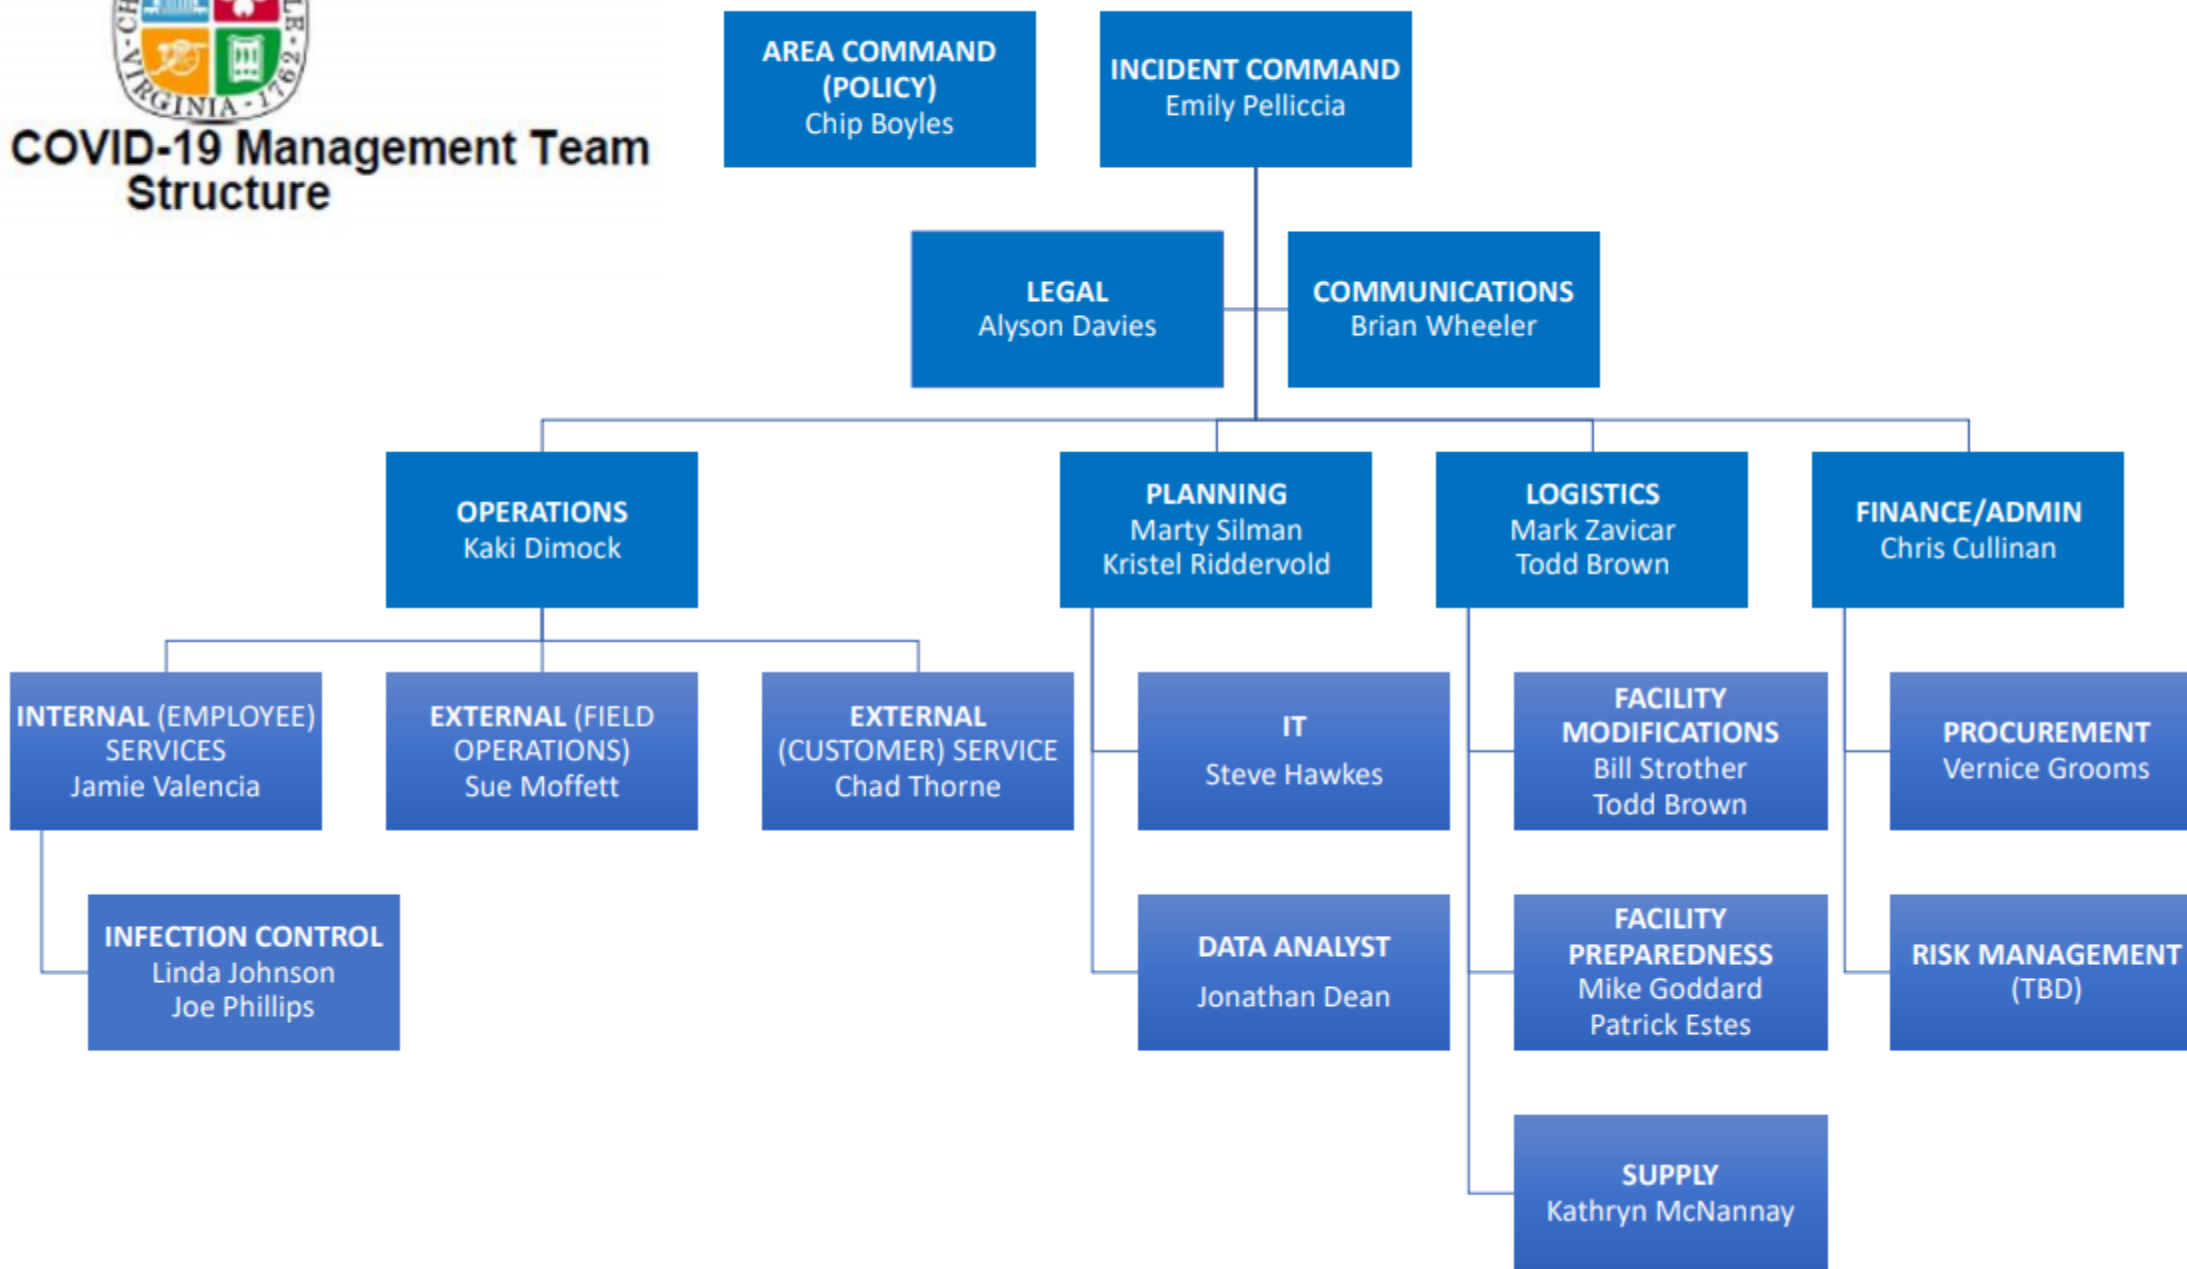 VIRGINIA - 1762
COVID-19 Management Team
Structure
AREA COMMAND
(POLICY)
Chip Boyles
INCIDENT COMMAND
Emily Pelliccia
LEGAL
Alyson Davies
COMMUNICATIONS
Brian Wheeler
OPERATIONS
Kaki Dimock
PLANNING
Marty Silman
Kristel Riddervold
LOGISTICS
Mark Zavicar
Todd Brown
FINANCE/ADMIN
Chris Cullinan
INTERNAL (EMPLOYEE)
SERVICES
Jamie Valencia
EXTERNAL (FIELD
OPERATIONS)
Sue Moffett
EXTERNAL
(CUSTOMER) SERVICE
Chad Thorne
IT
Steve Hawkes
FACILITY
MODIFICATIONS
Bill Strother
Todd Brown
PROCUREMENT
Vernice Grooms
INFECTION CONTROL
Linda Johnson
Joe Phillips
DATA ANALYST
Jonathan Dean
FACILITY
PREPAREDNESS
Mike Goddard
Patrick Estes
RISK MANAGEMENT
(TBD)
SUPPLY
Kathryn McNannay